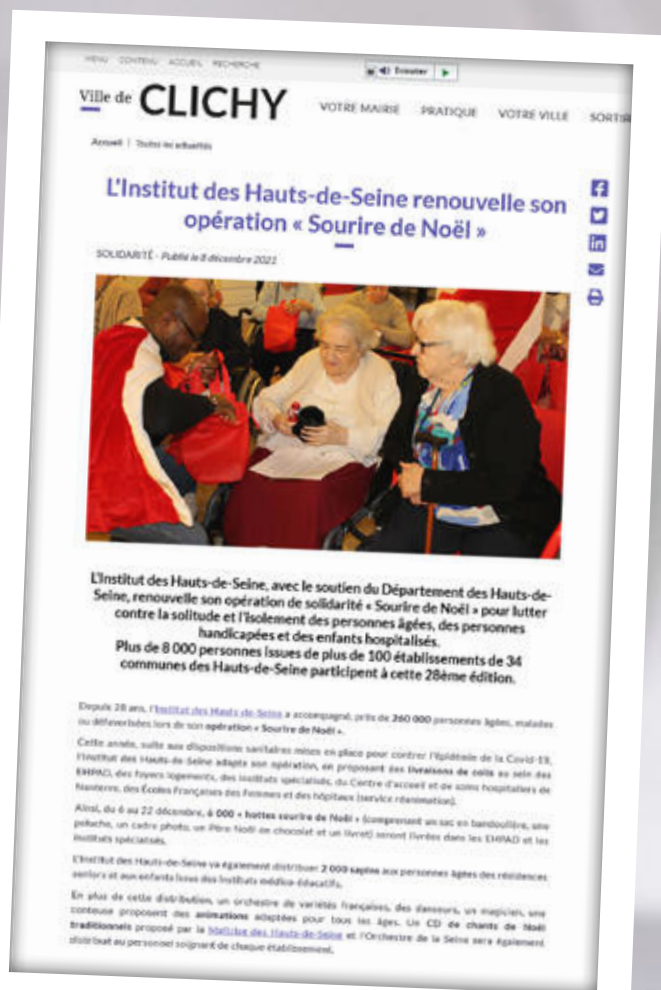 MENU CONTENU ACCUEIL RECHERCHE
Ecouter
Ville de CLICHY
VOTRE MAIRIE PRATIQUE VOTRE VILLE SORTIR
Accueil | Toutes les actualités
L'Institut des Hauts-de-Seine renouvelle son
opération « Sourire de Noël »
SOLIDARITÉ - Publié le 8 décembre 2021
L'Institut des Hauts-de-Seine, avec le soutien du Département des Hauts-de-
Seine, renouvelle son opération de solidarité « Sourire de Noël » pour lutter
contre la solitude et l'isolement des personnes âgées, des personnes
handicapées et des enfants hospitalisés.
Plus de 8 000 personnes issues de plus de 100 établissements de 34
communes des Hauts-de-Seine participent à cette 28ème édition.
Depuis 28 ans, l'Institut des Hauts-de-Seine a accompagné, près de 260 000 personnes âgées, malades
ou défavorisées lors de son opération « Sourire de Noël ».
Cette année, suite aux dispositions sanitaires mises en place pour contrer l'épidémie de la Covid-19,
l'Institut des Hauts-de-Seine adapte son opération, en proposant des livraisons de colis au sein des
EHPAD, des foyers logements, des instituts spécialisés, du Centre d'accueil et de soins hospitaliers de
Nanterre, des Écoles Françaises des Femmes et des hôpitaux (service réanimation).
Ainsi, du 6 au 22 décembre, 6 000 « hottes sourire de Noël » (comprenant un sac en bandoulière, une
peluche, un cadre photo, un Père Noël en chocolat et un livret) seront livrées dans les EHPAD et les
instituts spécialisés.
L'Institut des Hauts-de-Seine va également distribuer 2 000 sapins aux personnes âgées des résidences
seniors et aux enfants issus des instituts médico-éducatifs.
En plus de cette distribution, un orchestre de variétés françaises, des danseurs, un magicien, une
conteuse proposent des animations adaptées pour tous les âges. Un CD de chants de Noël
traditionnels proposé par la Maîtrise des Hauts-de-Seine et l'Orchestre de la Seine sera également
distribué au personnel soignant de chaque établissement.